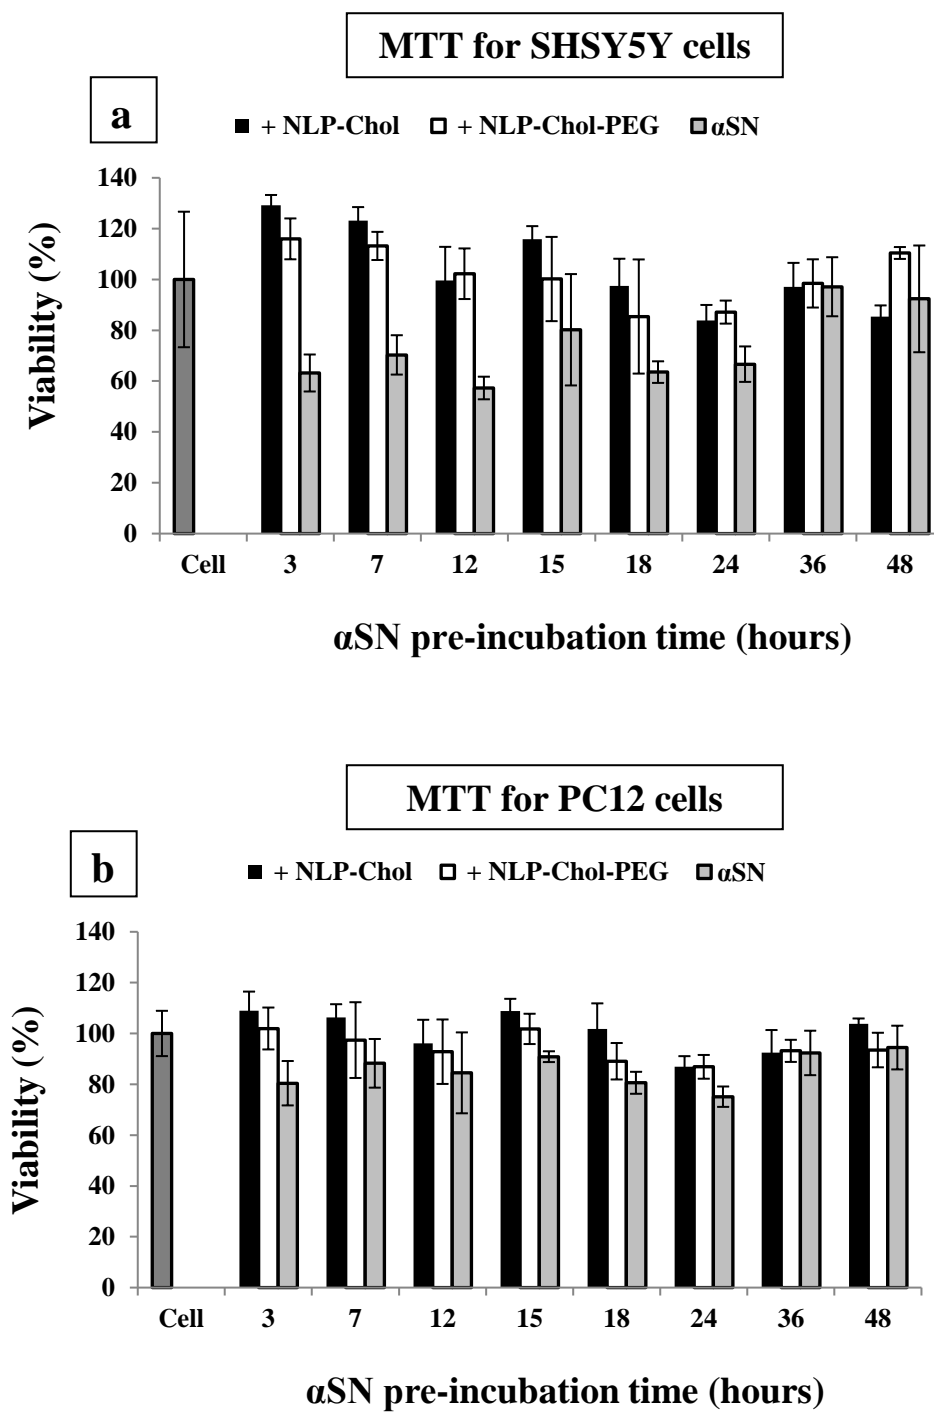 MTT for SHSY5Y cells
a
+ NLP-Chol + NLP-Chol-PEG αSN
140
120
100
80
60
40
20
0
Viability (%)
Cell 3 7 12 15 18 24 36 48
αSN pre-incubation time (hours)
MTT for PC12 cells
b
+ NLP-Chol + NLP-Chol-PEG αSN
140
120
100
80
60
40
20
0
Viability (%)
Cell 3 7 12 15 18 24 36 48
αSN pre-incubation time (hours)